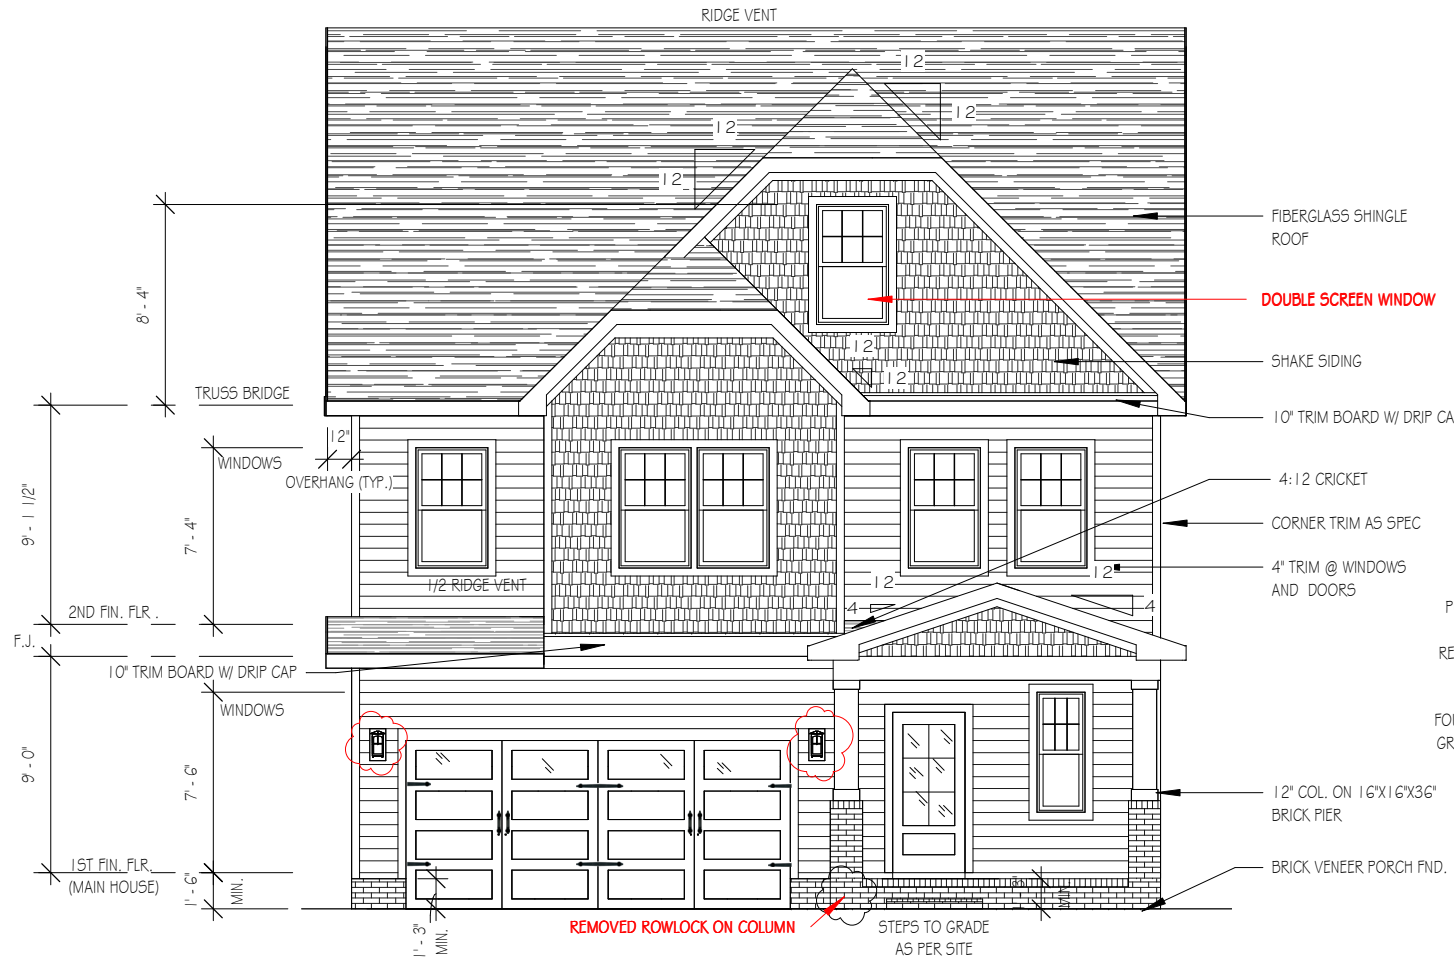 RIDGE VENT
12
12
12
12
FIBERGLASS SHINGLE
ROOF
8' - 4"
DOUBLE SCREEN WINDOW
12
12
SHAKE SIDING
TRUSS BRIDGE
10" TRIM BOARD W/ DRIP CA
12"
WINDOWS
OVERHANG (TYP.)
4:12 CRICKET
9' - 1 1/2"
7' - 4"
CORNER TRIM AS SPEC
1/2 RIDGE VENT
12
12
4" TRIM @ WINDOWS
AND DOORS
4
4
2ND FIN. FLR .
P
F.J.
RE
10" TRIM BOARD W/ DRIP CAP
WINDOWS
FO
GR
9' - 0"
7' - 6"
12" COL. ON 16"X16"X36"
BRICK PIER
1ST FIN. FLR.
(MAIN HOUSE)
BRICK VENEER PORCH FND.
1' - 6"
MIN.
MIN.
REMOVED ROWLOCK ON COLUMN
STEPS TO GRADE
AS PER SITE
1' - 3"
MIN.